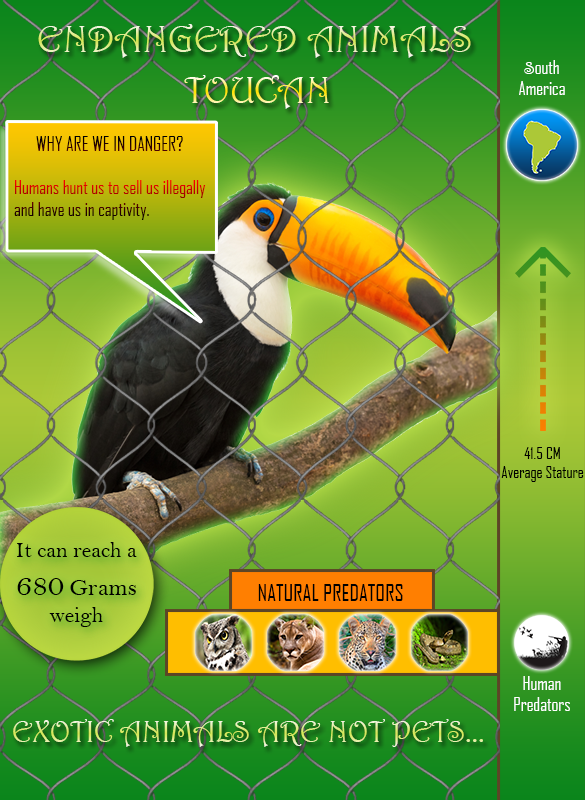 ENDANGERED ANIMALS
TOUCAN
WHY ARE WE IN DANGER?
Humans hunt us to sell us illegally
and have us in captivity.
South
America
41.5 CM
Average Stature
It can reach a
680 Grams
weigh
NATURAL PREDATORS
Human
Predators
EXOTIC ANIMALS ARE NOT PETS...